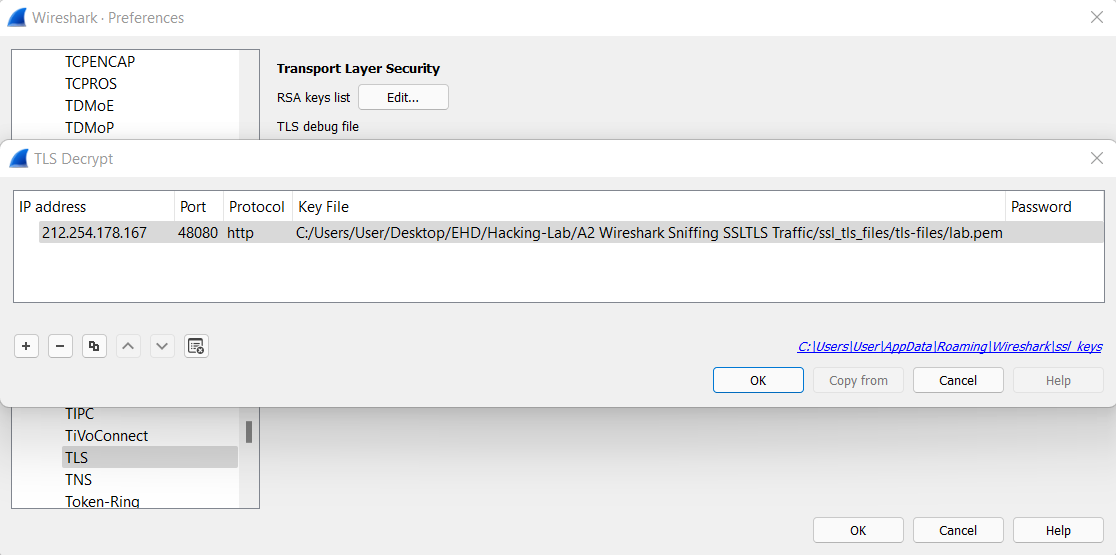 Wireshark · Preferences
TCPENCAP
TCPROS
TDMoE
TDMoP
Transport Layer Security
RSA keys list Edit...
TLS debug file
TLS Decrypt
IP address Port Protocol Key File Password
212.254.178.167 48080 http C:/Users/User/Desktop/EHD/Hacking-Lab/A2 Wireshark Sniffing SSLTLS Traffic/ssl_tls_files/tls-files/lab.pem
C:\Users\User\AppData\Roaming\Wireshark\ssl_keys
OK Copy from Cancel Help
TIPC
TiVoConnect
TLS
TNS
Token-Ring
OK Cancel Help